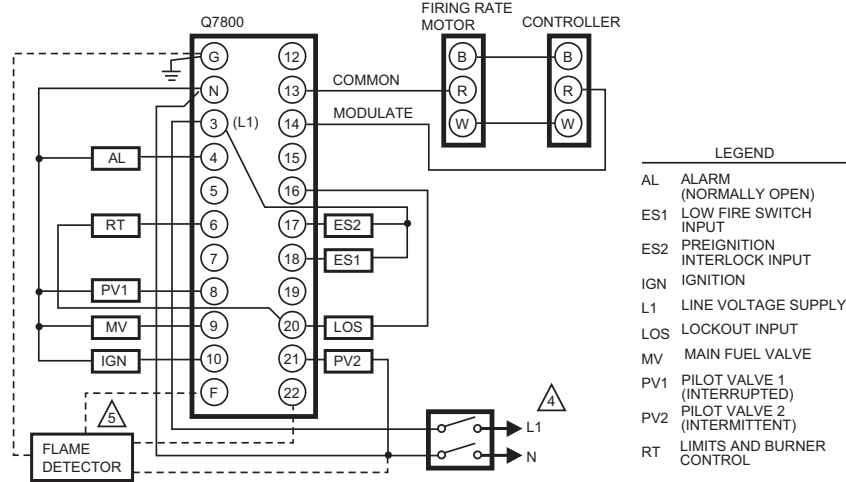 FIRING RATE
MOTOR
CONTROLLER
Q7800
G
12
B
B
COMMON
N
13
R
R
MODULATE
3
(L1)
14
W
W
AL
4
15
5
16
RT
6
17
ES2
7
18
ES1
PV1
8
19
MV
9
20
LOS
IGN
10
21
PV2
F
22
5
4
FLAME
DETECTOR
L1
N
LEGEND
AL ALARM
(NORMALLY OPEN)
ES1 LOW FIRE SWITCH
INPUT
ES2 PREIGNITION
INTERLOCK INPUT
IGN IGNITION
L1 LINE VOLTAGE SUPPLY
LOS LOCKOUT INPUT
MV MAIN FUEL VALVE
PV1 PILOT VALVE 1
(INTERRUPTED)
PV2 PILOT VALVE 2
(INTERMITTENT)
RT LIMITS AND BURNER
CONTROL